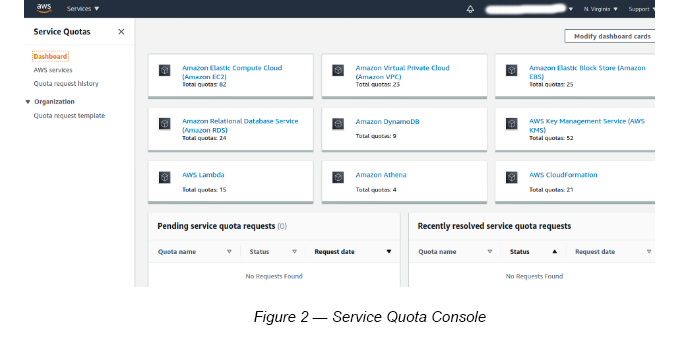 aws Services N. Virginia Support
Service Quotas
Modify dashboard cards
Dashboard
AWS services
Quota request history
Organization
Quota request template
Amazon Elastic Compute Cloud
(Amazon EC2)
Total quotas: 82
Amazon Virtual Private Cloud
(Amazon VPC)
Total quotas: 23
Amazon Elastic Block Store (Amazon
EBS)
Total quotas: 25
Amazon Relational Database Service
(Amazon RDS)
Total quotas: 24
Amazon DynamoDB
Total quotas: 9
AWS Key Management Service (AWS
KMS)
Total quotas: 52
AWS Lambda
Total quotas: 15
Amazon Athena
Total quotas: 4
AWS CloudFormation
Total quotas: 21
Pending service quota requests (0)
Quota name Status Request date
No Requests Found
Recently resolved service quota requests
Quota name Status Request date
No Requests Found
Figure 2 — Service Quota Console